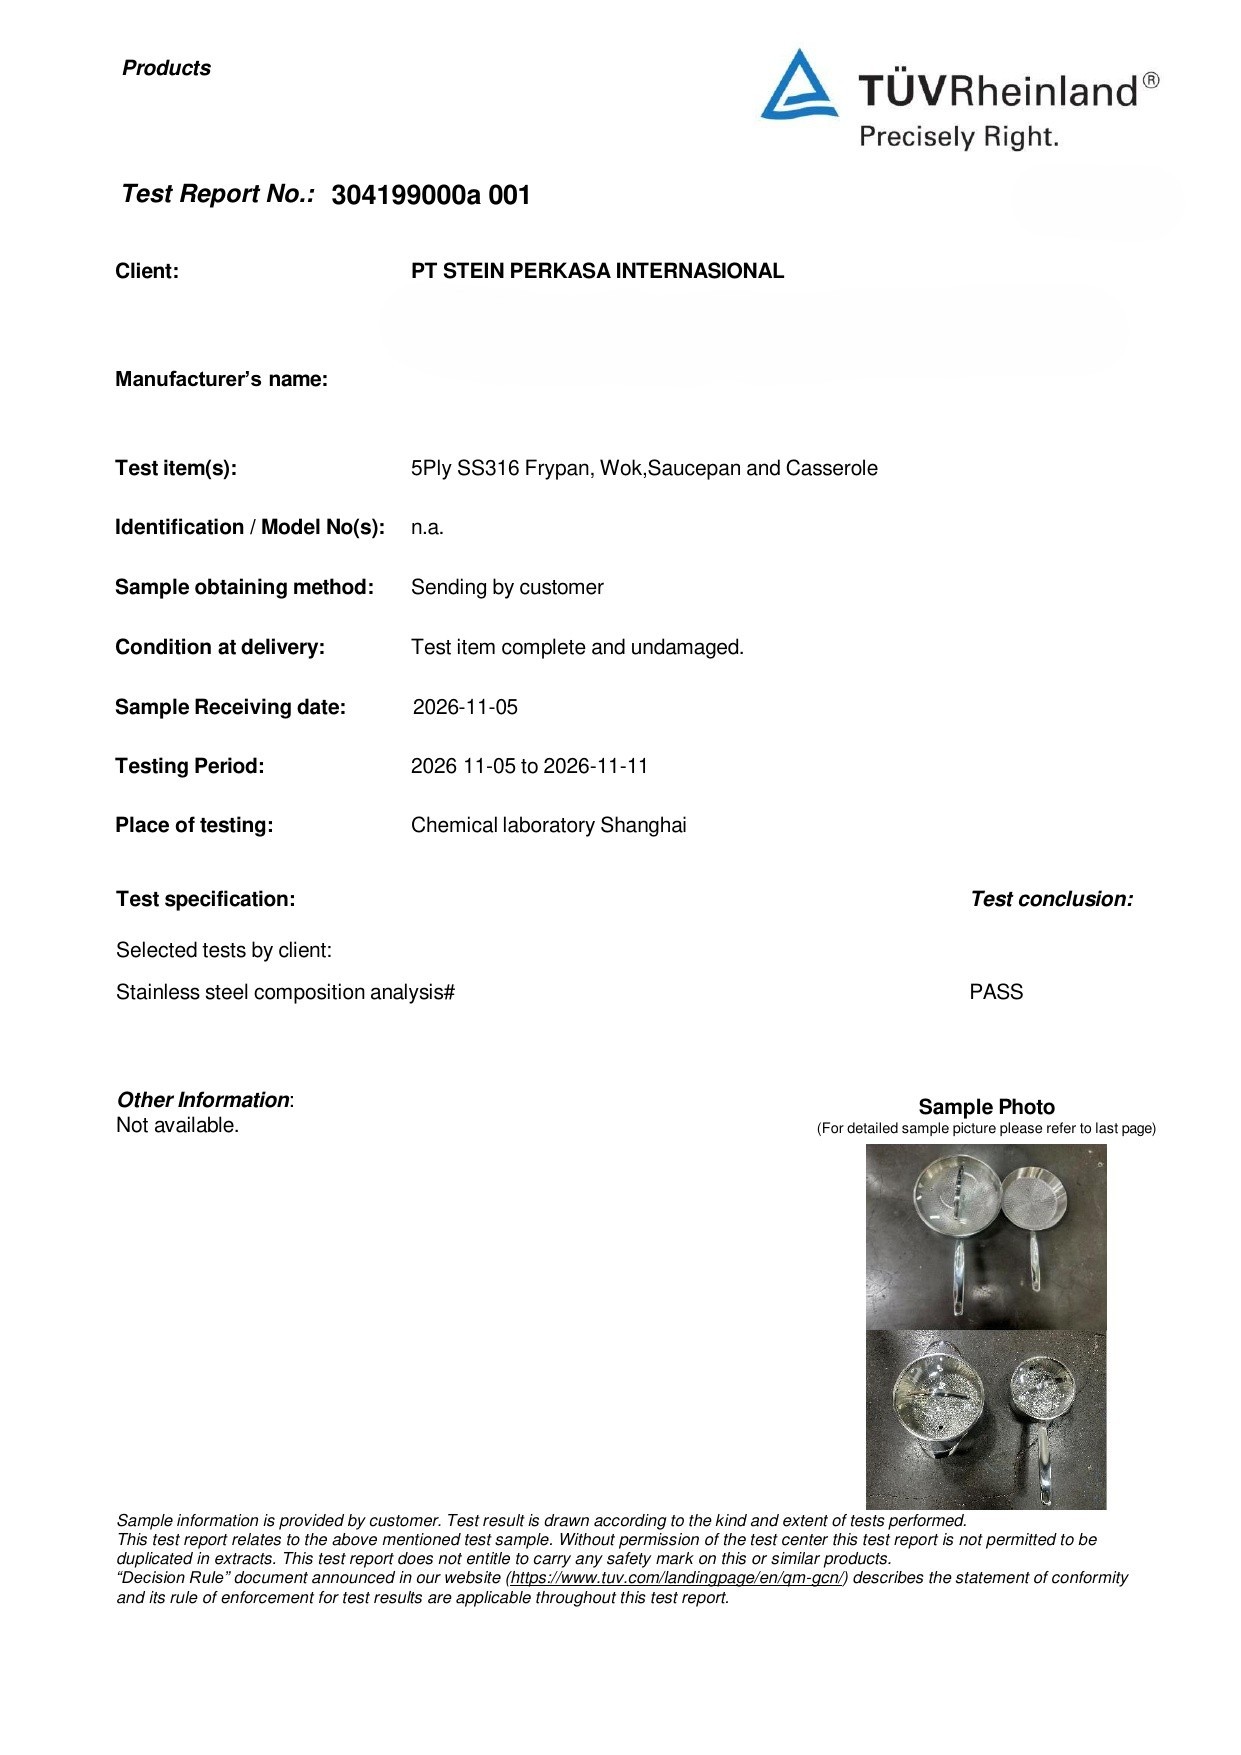 Products
TÜVRheinland®
Precisely Right.
Test Report No.: 304199000a 001
Client: PT STEIN PERKASA INTERNASIONAL
Manufacturer’s name:
Test item(s): 5Ply SS316 Frypan, Wok,Saucepan and Casserole
Identification / Model No(s): n.a.
Sample obtaining method: Sending by customer
Condition at delivery: Test item complete and undamaged.
Sample Receiving date: 2026-11-05
Testing Period: 2026 11-05 to 2026-11-11
Place of testing: Chemical laboratory Shanghai
Test specification: Test conclusion:
Selected tests by client:
Stainless steel composition analysis# PASS
Other Information:
Not available.
Sample Photo
(For detailed sample picture please refer to last page)
Sample information is provided by customer. Test result is drawn according to the kind and extent of tests performed.
This test report relates to the above mentioned test sample. Without permission of the test center this test report is not permitted to be
duplicated in extracts. This test report does not entitle to carry any safety mark on this or similar products.
“Decision Rule” document announced in our website (https://www.tuv.com/landingpage/en/qm-gcn/) describes the statement of conformity
and its rule of enforcement for test results are applicable throughout this test report.